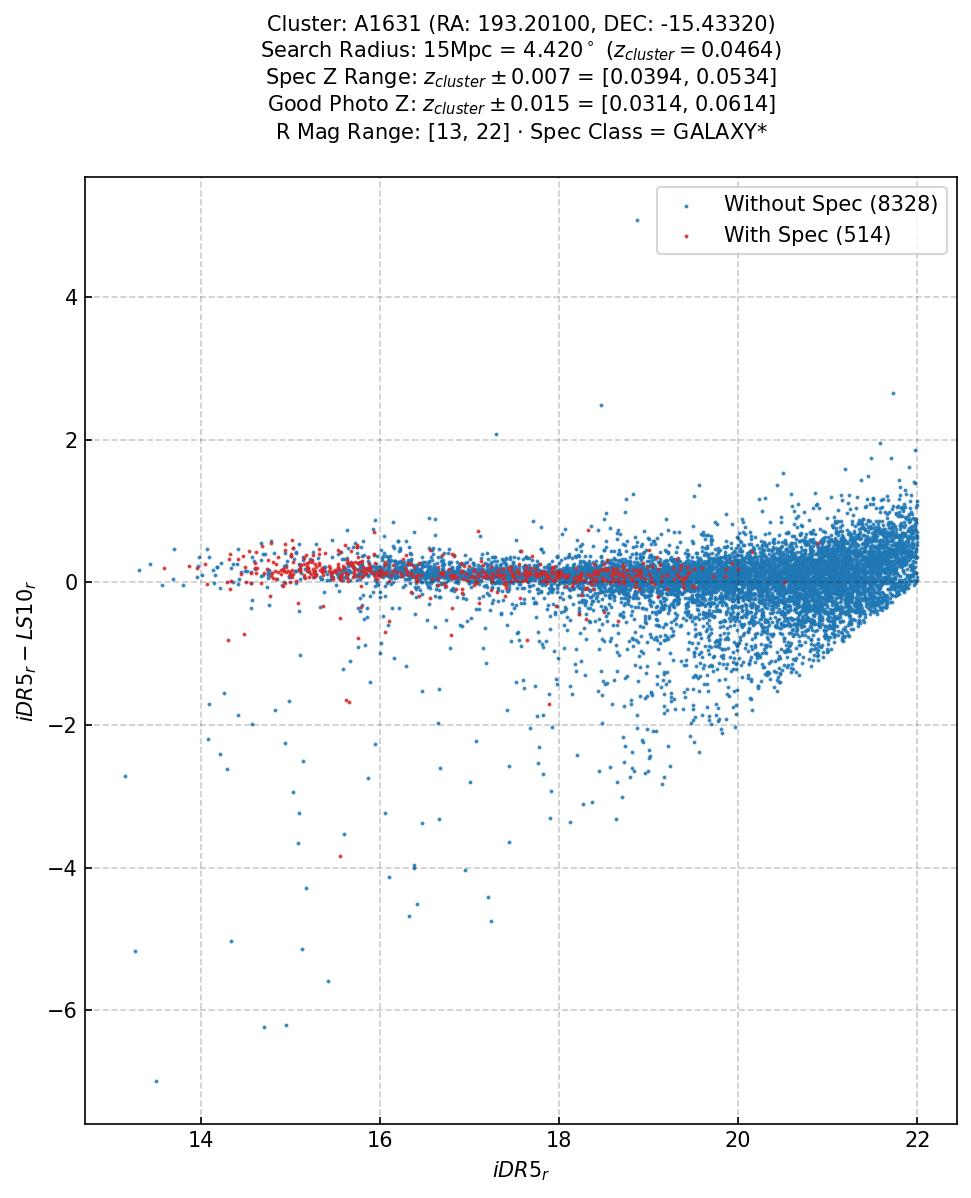 Cluster: A1631 (RA: 193.20100, DEC: -15.43320)
Search Radius: 15Mpc = 4.420° (z_cluster = 0.0464)
Spec Z Range: z_cluster ± 0.007 = [0.0394, 0.0534]
Good Photo Z: z_cluster ± 0.015 = [0.0314, 0.0614]
R Mag Range: [13, 22] · Spec Class = GALAXY*
Without Spec (8328)
With Spec (514)
4
2
0
−2
−4
−6
iDR5_r − LS10_r
14 16 18 20 22
iDR5_r